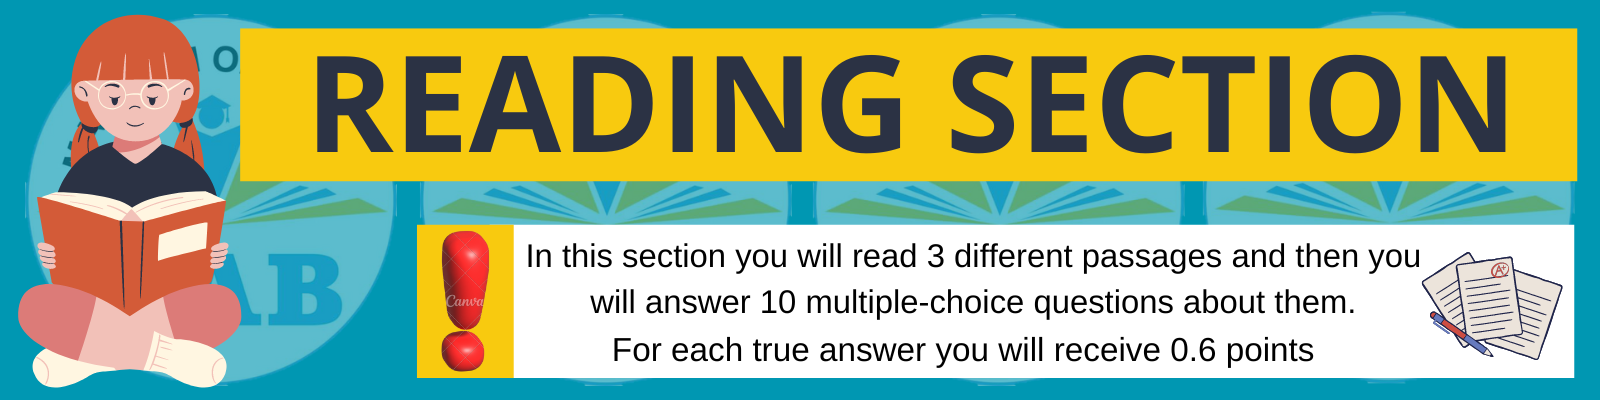 READING SECTION
In this section you will read 3 different passages and then you
will answer 10 multiple-choice questions about them.
For each true answer you will receive 0.6 points
Canva
A+
AB